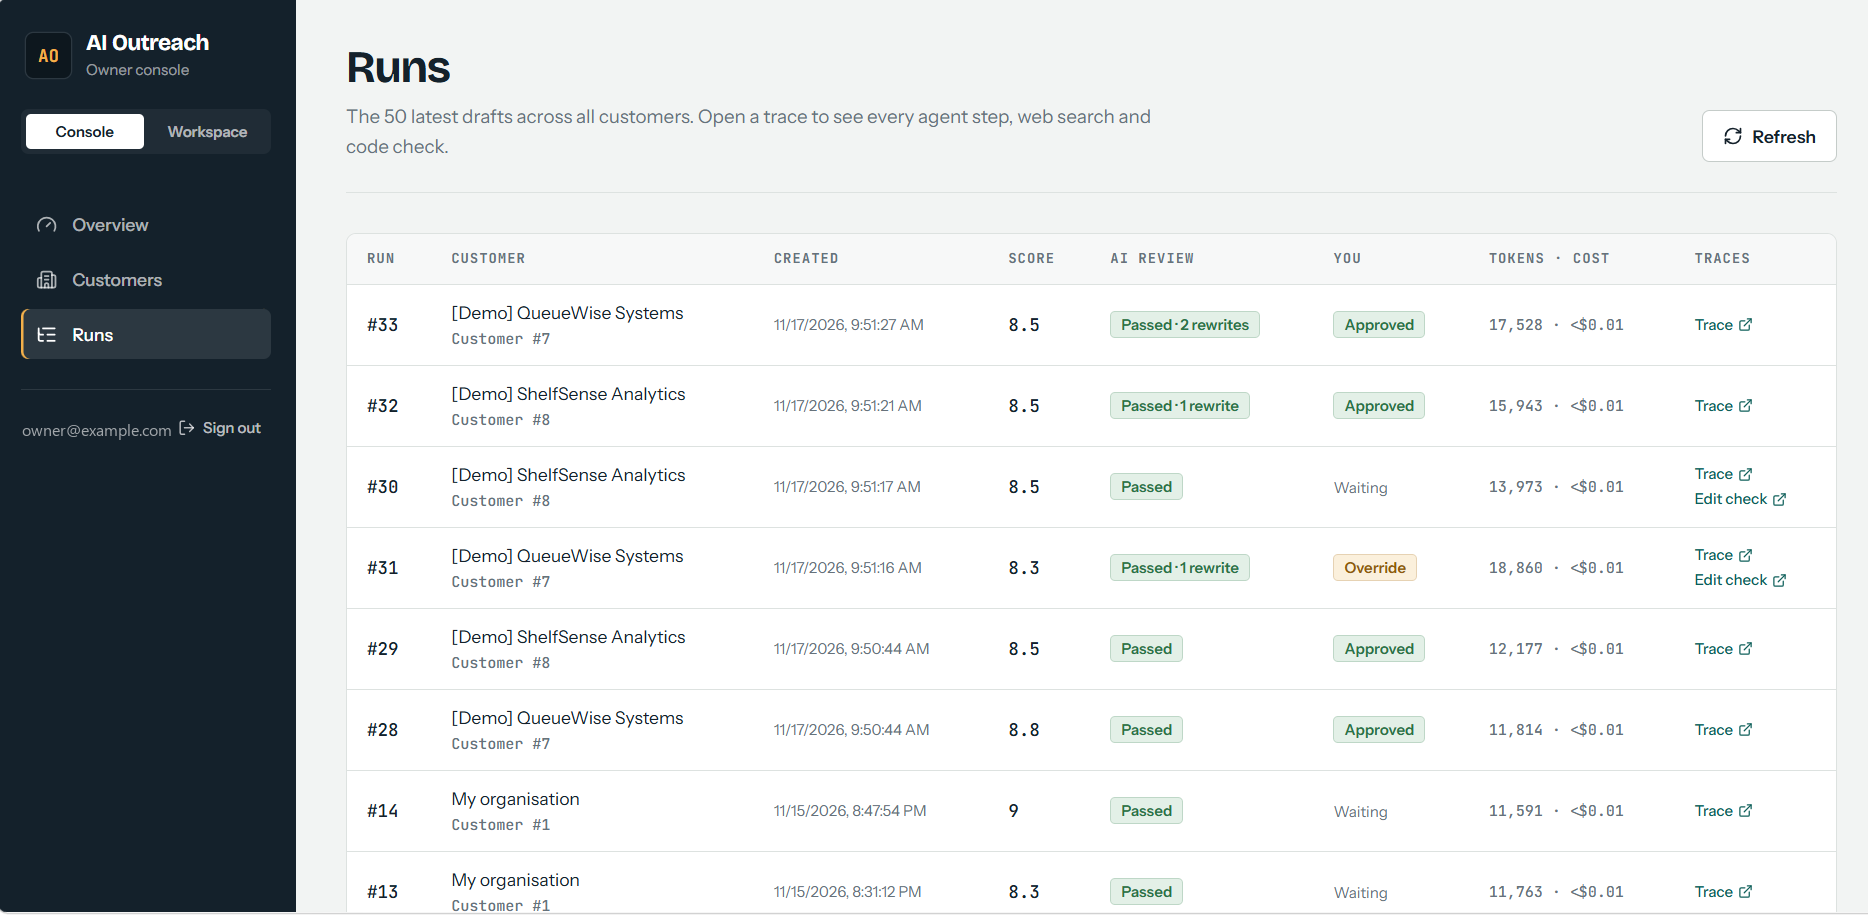 AO
AI Outreach
Owner console
Console
Workspace
Overview
Customers
Runs
owner@example.com
Sign out
Runs
The 50 latest drafts across all customers. Open a trace to see every agent step, web search and
code check.
Refresh
RUN CUSTOMER CREATED SCORE AI REVIEW YOU TOKENS · COST TRACES
#33 [Demo] QueueWise Systems 11/17/2026, 9:51:27 AM 8.5 Passed · 2 rewrites Approved 17,528 · <$0.01 Trace
Customer #7
#32 [Demo] ShelfSense Analytics 11/17/2026, 9:51:21 AM 8.5 Passed · 1 rewrite Approved 15,943 · <$0.01 Trace
Customer #8
#30 [Demo] ShelfSense Analytics 11/17/2026, 9:51:17 AM 8.5 Passed Waiting 13,973 · <$0.01 Trace
Customer #8 Edit check
#31 [Demo] QueueWise Systems 11/17/2026, 9:51:16 AM 8.3 Passed · 1 rewrite Override 18,860 · <$0.01 Trace
Customer #7 Edit check
#29 [Demo] ShelfSense Analytics 11/17/2026, 9:50:44 AM 8.5 Passed Approved 12,177 · <$0.01 Trace
Customer #8
#28 [Demo] QueueWise Systems 11/17/2026, 9:50:44 AM 8.8 Passed Approved 11,814 · <$0.01 Trace
Customer #7
#14 My organisation 11/15/2026, 8:47:54 PM 9 Passed Waiting 11,591 · <$0.01 Trace
Customer #1
#13 My organisation 11/15/2026, 8:31:12 PM 8.3 Passed Waiting 11,763 · <$0.01 Trace
Customer #1